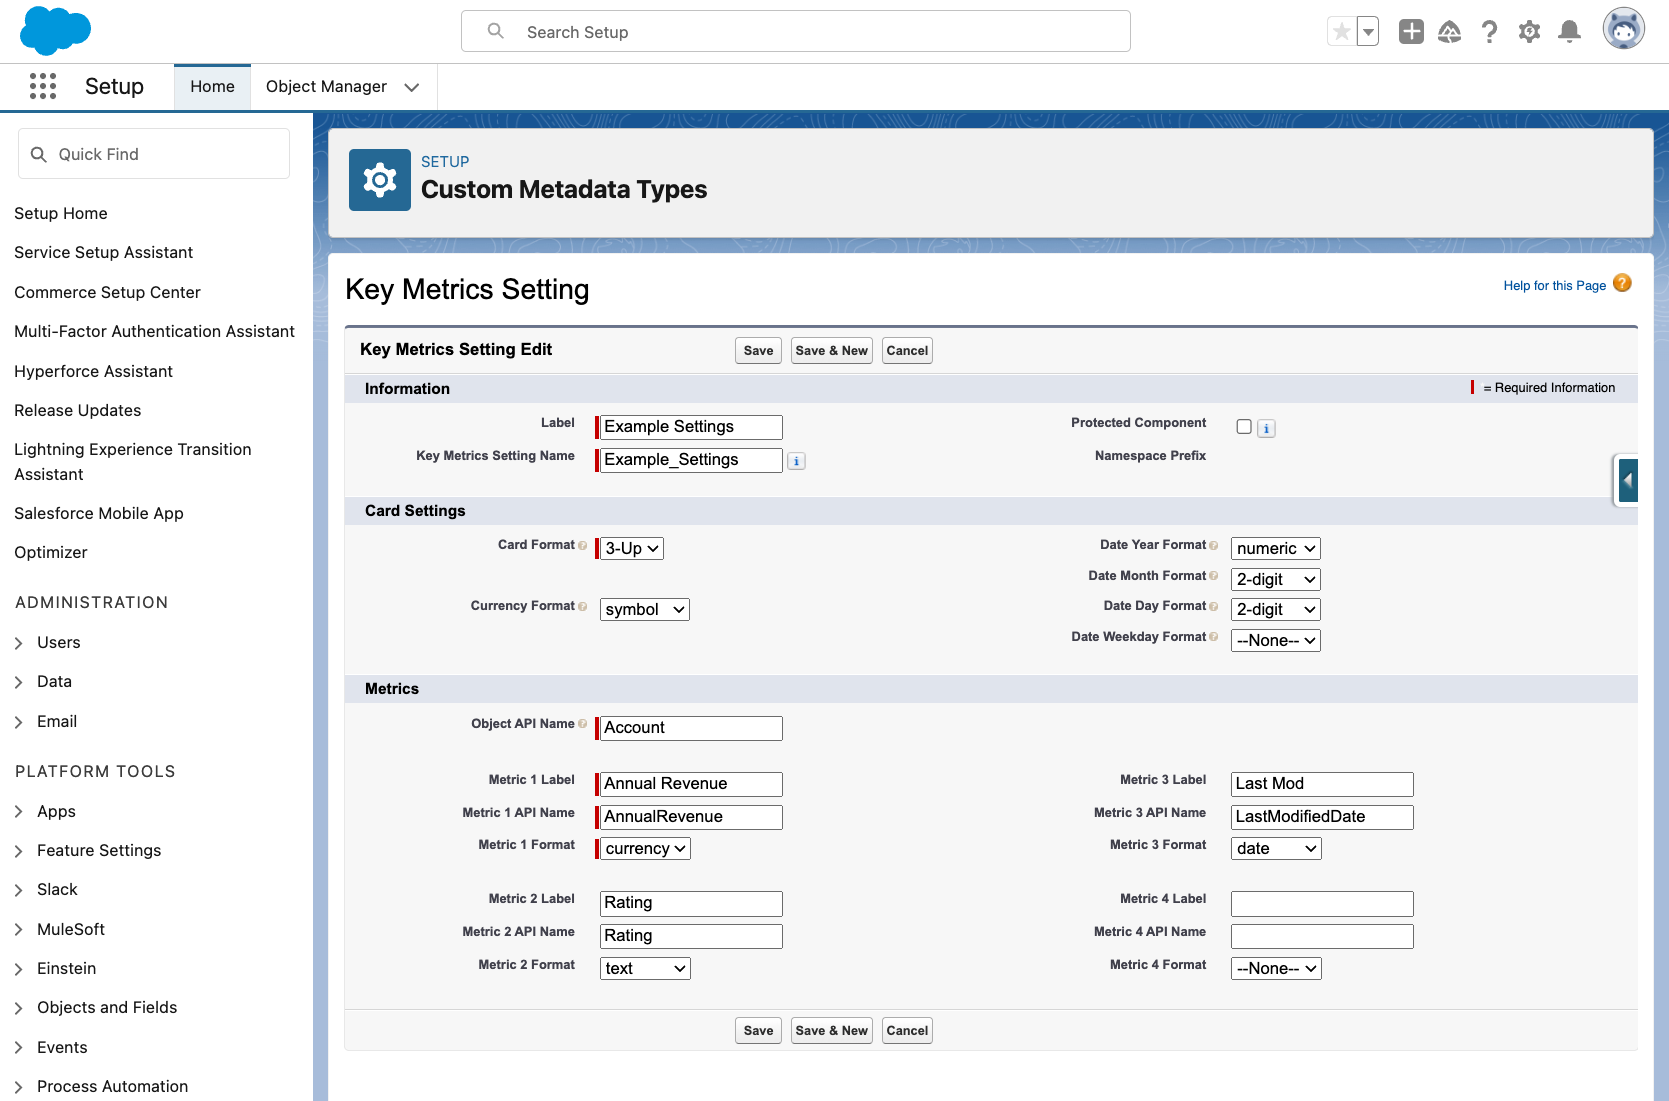 Search Setup
Setup
Home
Object Manager
Quick Find
Setup Home
Service Setup Assistant
Commerce Setup Center
Multi-Factor Authentication Assistant
Hyperforce Assistant
Release Updates
Lightning Experience Transition
Assistant
Salesforce Mobile App
Optimizer
ADMINISTRATION
Users
Data
Email
PLATFORM TOOLS
Apps
Feature Settings
Slack
MuleSoft
Einstein
Objects and Fields
Events
Process Automation
SETUP
Custom Metadata Types
Key Metrics Setting
Help for this Page ?
Key Metrics Setting Edit
Save
Save & New
Cancel
Information
= Required Information
Label
Example Settings
Protected Component
i
Key Metrics Setting Name
Example_Settings
i
Namespace Prefix
Card Settings
Card Format ?
3-Up
Date Year Format ?
numeric
Date Month Format ?
2-digit
Currency Format ?
symbol
Date Day Format ?
2-digit
Date Weekday Format ?
--None--
Metrics
Object API Name ?
Account
Metric 1 Label
Annual Revenue
Metric 3 Label
Last Mod
Metric 1 API Name
AnnualRevenue
Metric 3 API Name
LastModifiedDate
Metric 1 Format
currency
Metric 3 Format
date
Metric 2 Label
Rating
Metric 4 Label
Metric 2 API Name
Rating
Metric 4 API Name
Metric 2 Format
text
Metric 4 Format
--None--
Save
Save & New
Cancel